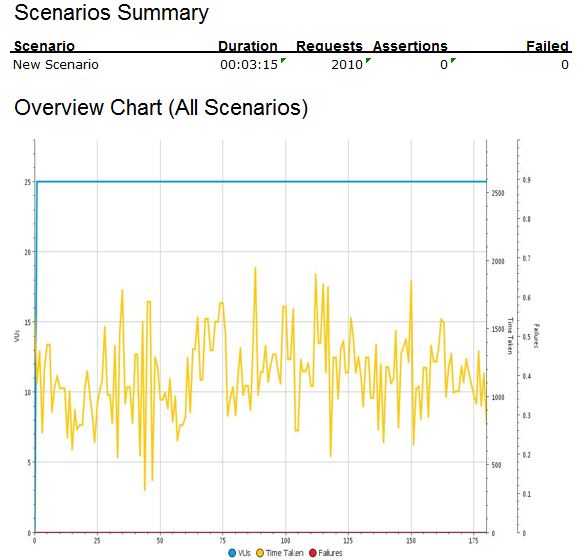 Scenarios Summary
Scenario Duration Requests Assertions Failed
New Scenario 00:03:15 2010 0 0
Overview Chart (All Scenarios)
25
20
15
10
5
0
VUs
2500
2000
1500
1000
500
0
Time Taken
0.9
0.8
0.7
0.6
0.5
0.4
0.3
0.2
0.1
0
Failures
0 25 50 75 100 125 150 175
VUs Time Taken Failures